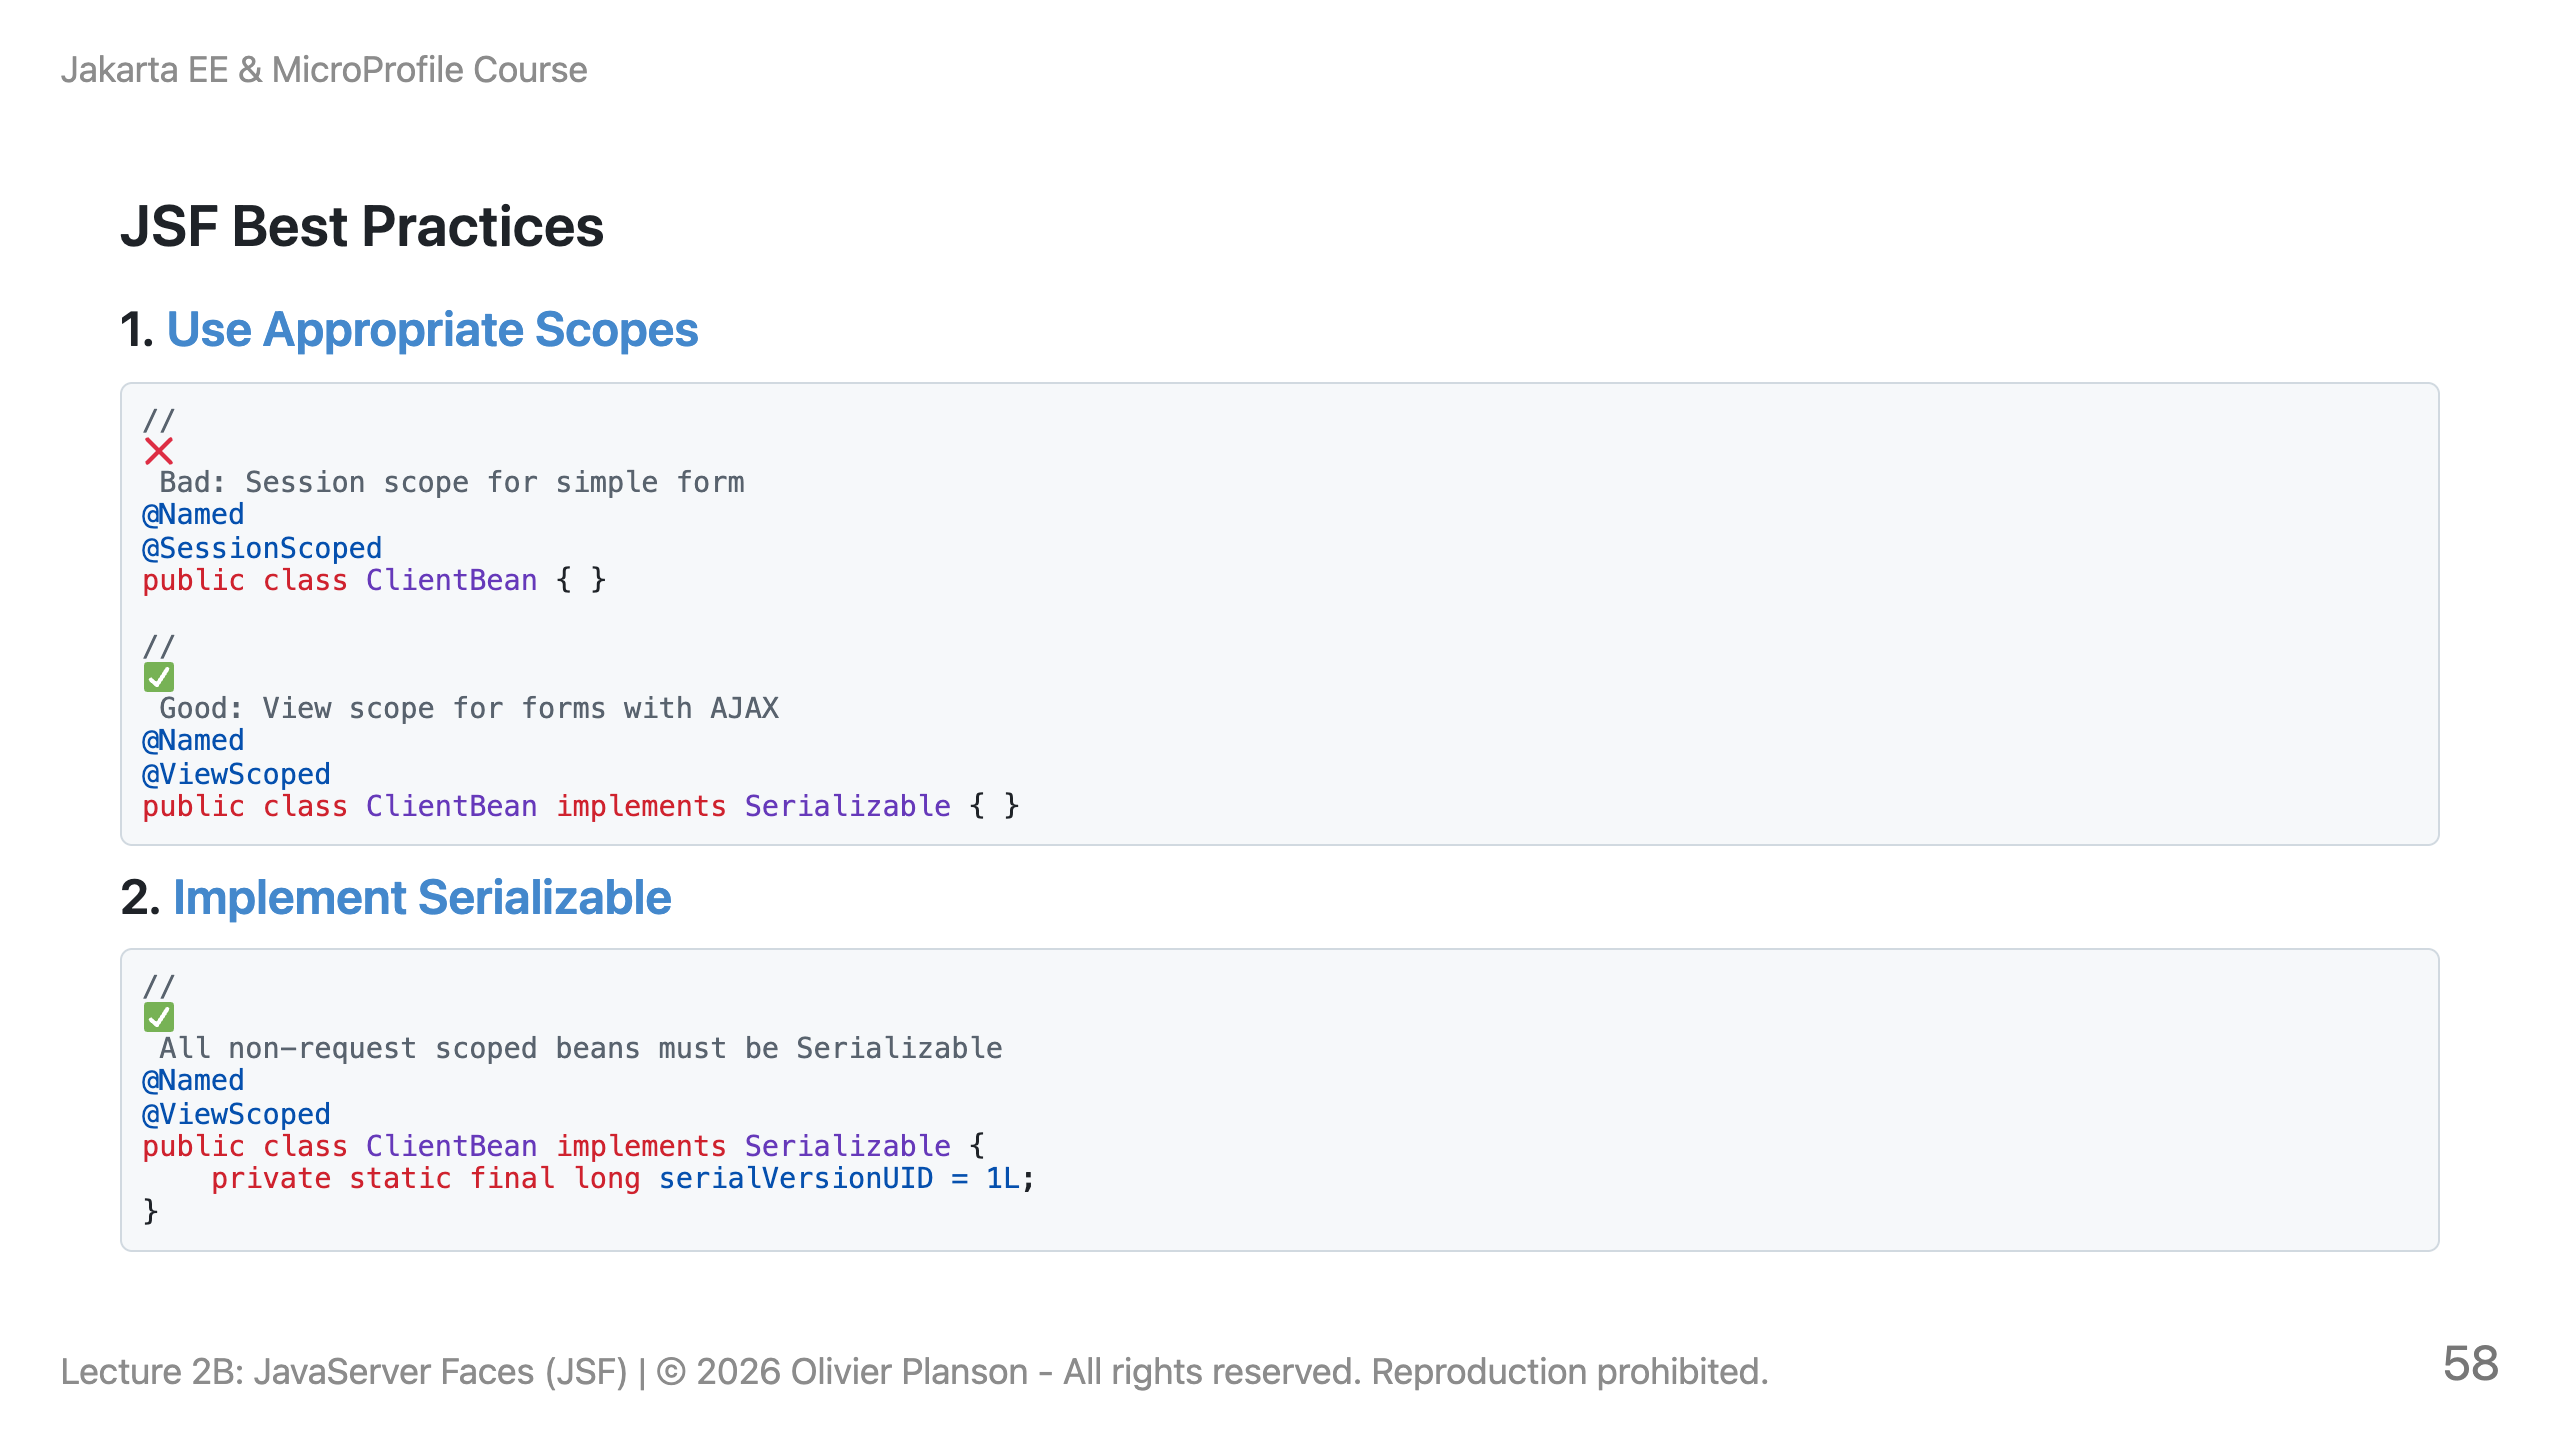 Jakarta EE & MicroProfile Course
JSF Best Practices
1. Use Appropriate Scopes
//
❌
Bad: Session scope for simple form
@Named
@SessionScoped
public class ClientBean { }
//
✅
Good: View scope for forms with AJAX
@Named
@ViewScoped
public class ClientBean implements Serializable { }
2. Implement Serializable
//
✅
All non-request scoped beans must be Serializable
@Named
@ViewScoped
public class ClientBean implements Serializable {
    private static final long serialVersionUID = 1L;
}
Lecture 2B: JavaServer Faces (JSF) | © 2026 Olivier Planson - All rights reserved. Reproduction prohibited.
58